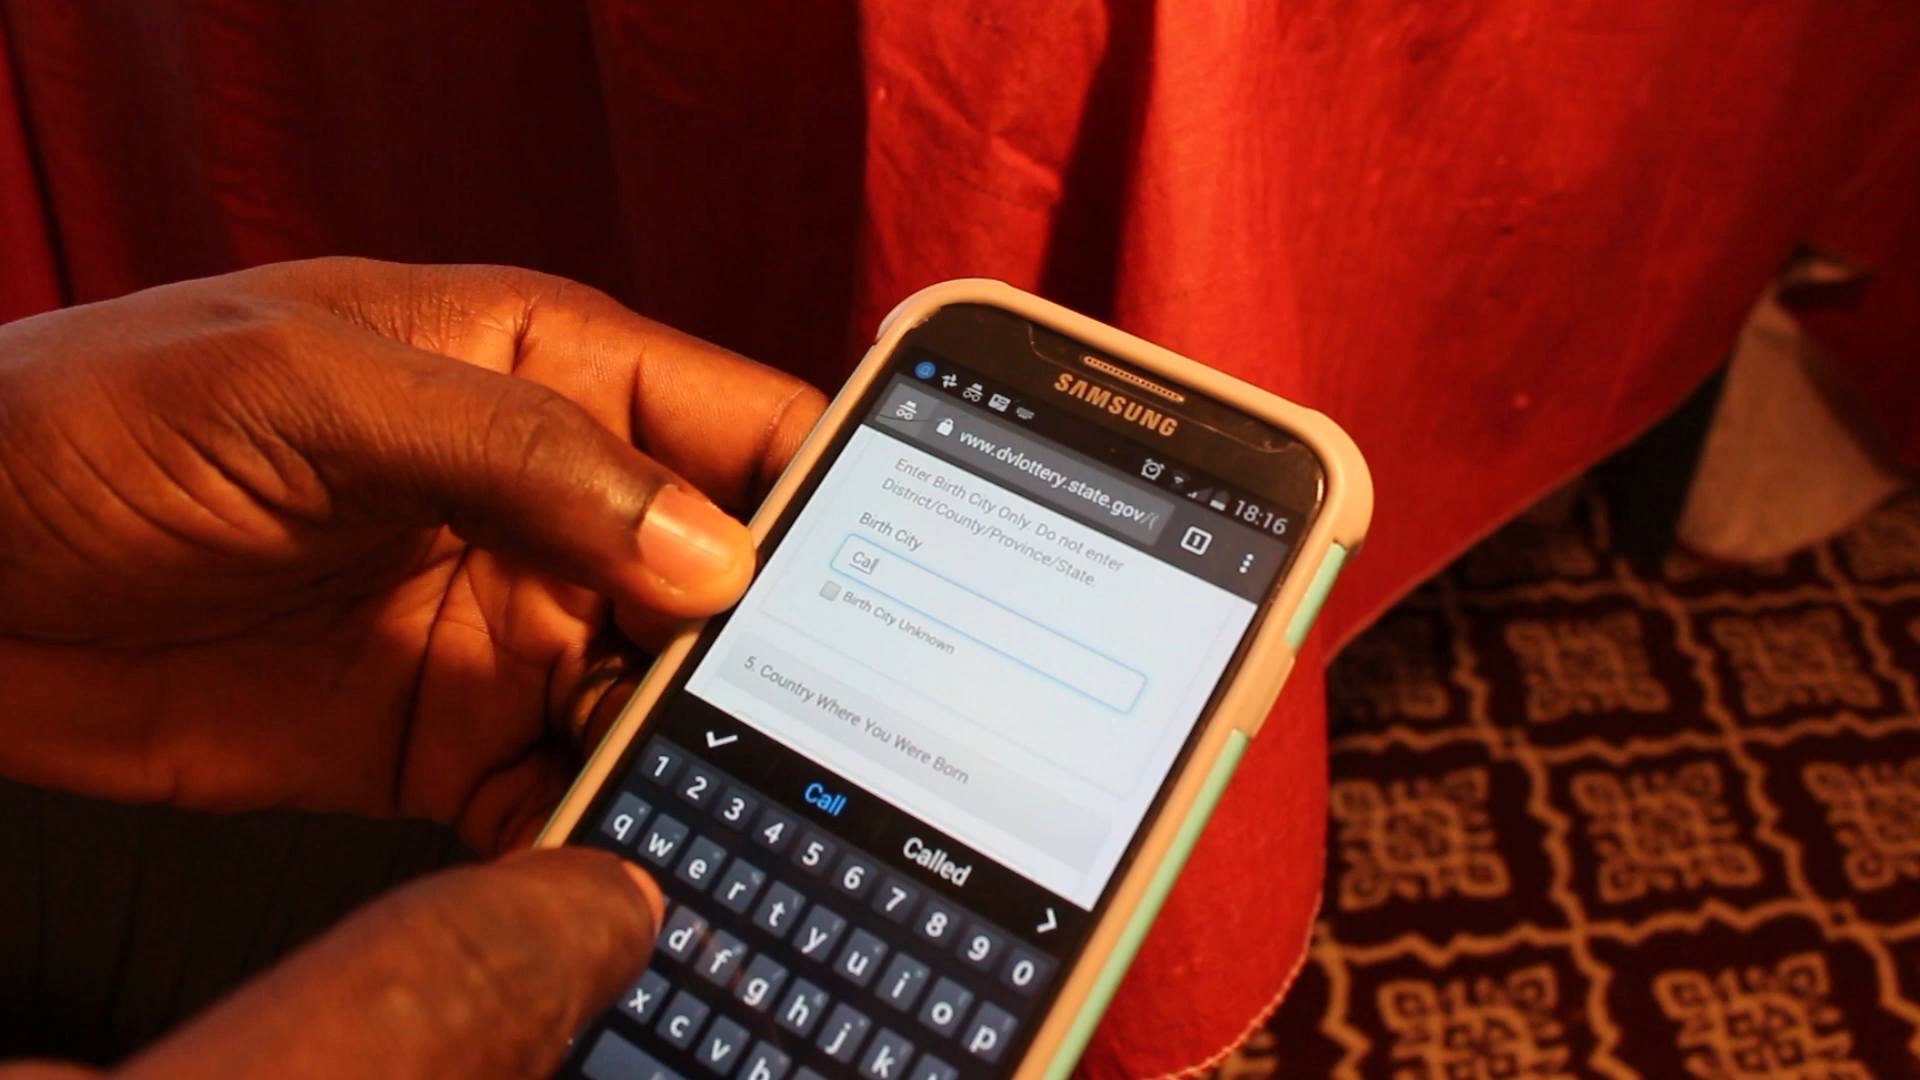 SAMSUNG
18:16
www.dvlottery.state.gov/(
1
Enter Birth City Only. Do not enter
District/County/Province/State.
Birth City
Cal
Birth City Unknown
5. Country Where You Were Born
Call Called
1 2 3 4 5 6 7 8 9 0
q w e r t y u i o p
d f g h j k
x c v b